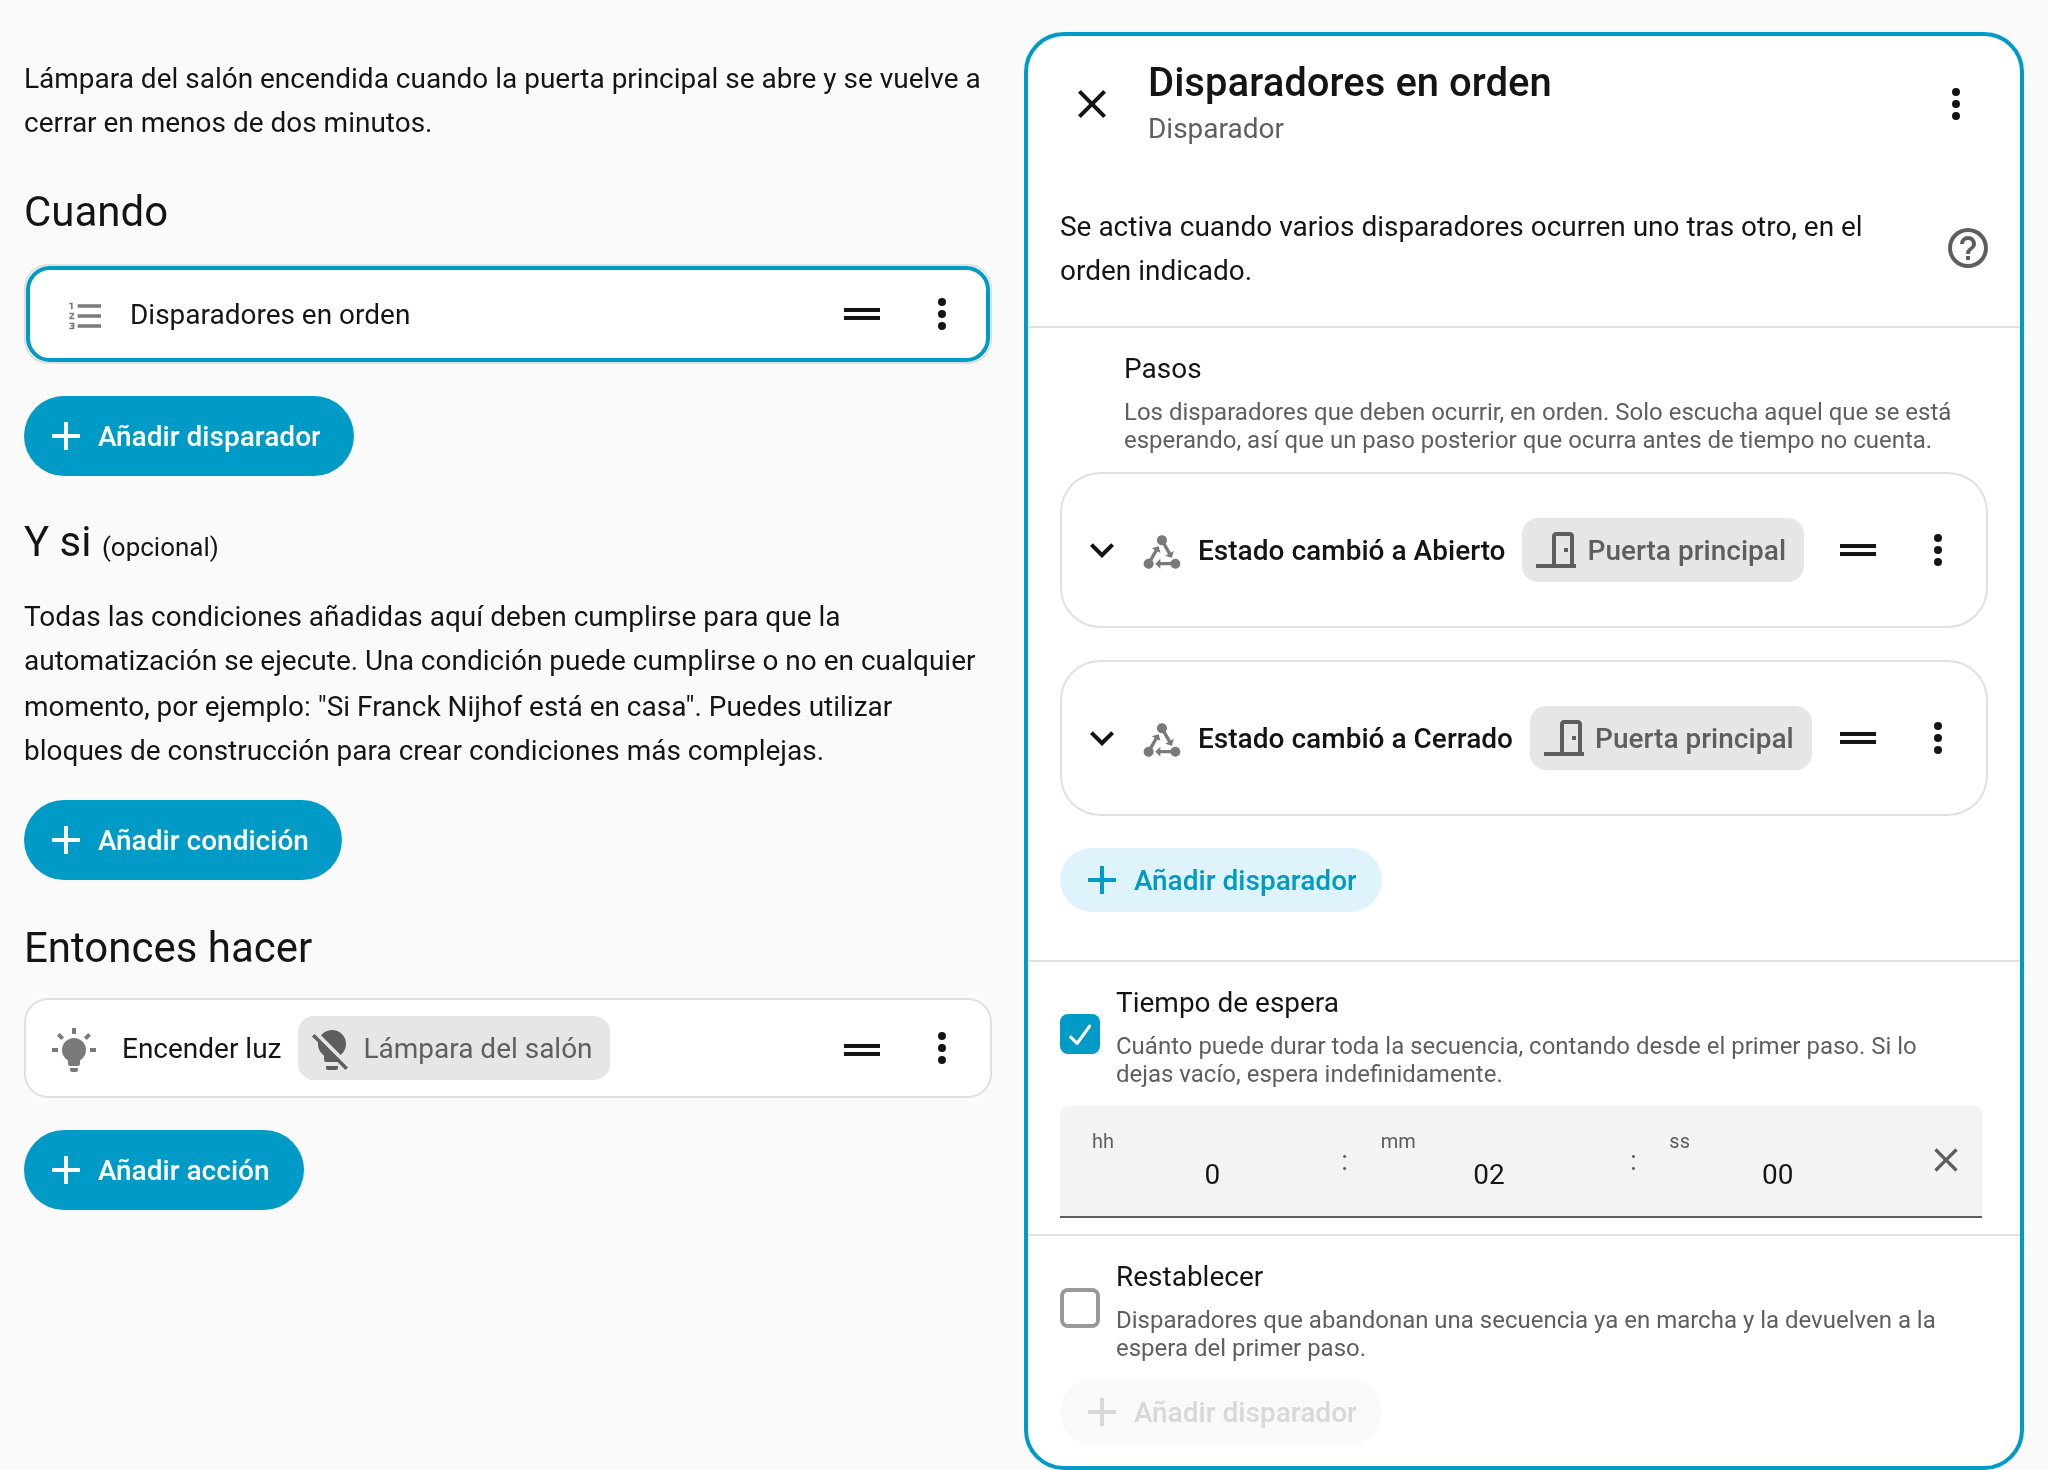 Lámpara del salón encendida cuando la puerta principal se abre y se vuelve a
cerrar en menos de dos minutos.
Cuando
Disparadores en orden
Añadir disparador
Y si (opcional)
Todas las condiciones añadidas aquí deben cumplirse para que la
automatización se ejecute. Una condición puede cumplirse o no en cualquier
momento, por ejemplo: "Si Franck Nijhof está en casa". Puedes utilizar
bloques de construcción para crear condiciones más complejas.
Añadir condición
Entonces hacer
Encender luz Lámpara del salón
Añadir acción
Disparadores en orden
Disparador
Se activa cuando varios disparadores ocurren uno tras otro, en el
orden indicado.
Pasos
Los disparadores que deben ocurrir, en orden. Solo escucha aquel que se está
esperando, así que un paso posterior que ocurra antes de tiempo no cuenta.
Estado cambió a Abierto Puerta principal
Estado cambió a Cerrado Puerta principal
Añadir disparador
Tiempo de espera
Cuánto puede durar toda la secuencia, contando desde el primer paso. Si lo
dejas vacío, espera indefinidamente.
hh mm ss
0 : 02 : 00
Restablecer
Disparadores que abandonan una secuencia ya en marcha y la devuelven a la
espera del primer paso.
Añadir disparador